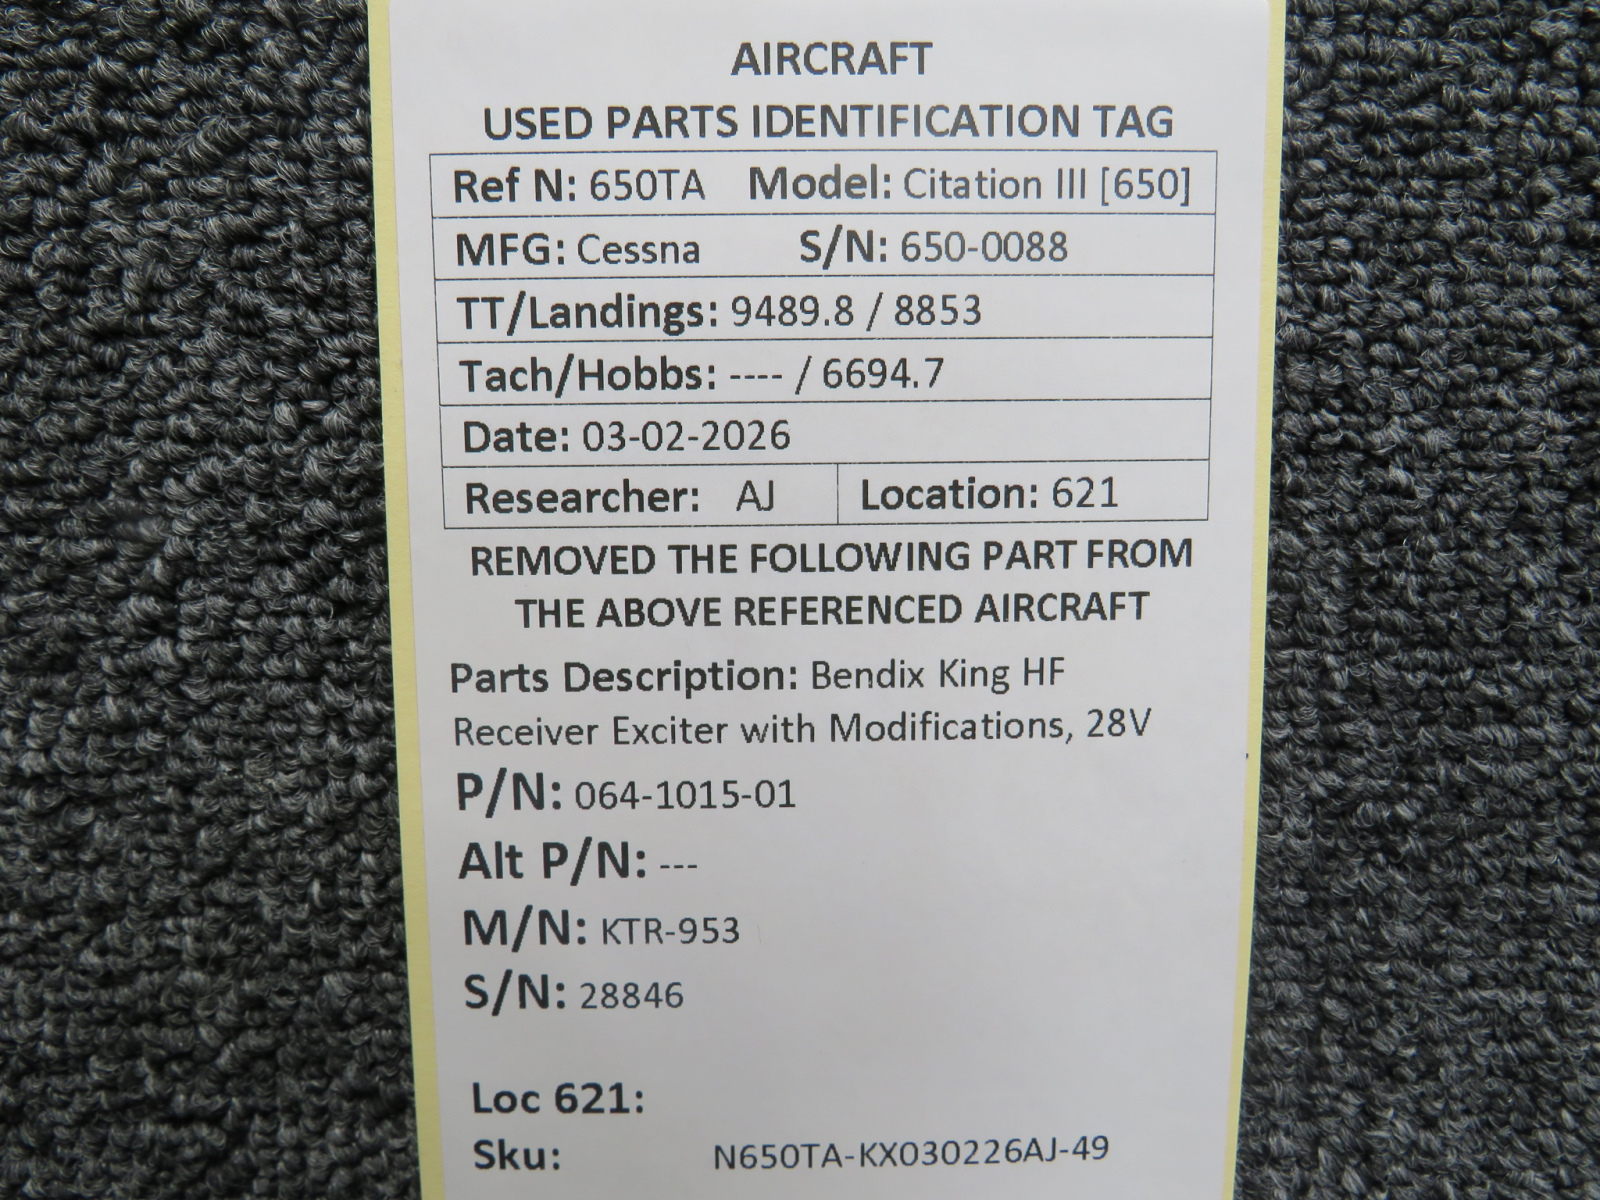 AIRCRAFT
USED PARTS IDENTIFICATION TAG
Ref N: 650TA Model: Citation III [650]
MFG: Cessna S/N: 650-0088
TT/Landings: 9489.8 / 8853
Tach/Hobbs: ---- / 6694.7
Date: 03-02-2026
Researcher: AJ Location: 621
REMOVED THE FOLLOWING PART FROM
THE ABOVE REFERENCED AIRCRAFT
Parts Description: Bendix King HF
Receiver Exciter with Modifications, 28V
P/N: 064-1015-01
Alt P/N: ---
M/N: KTR-953
S/N: 28846
Loc 621:
Sku: N650TA-KX030226AJ-49